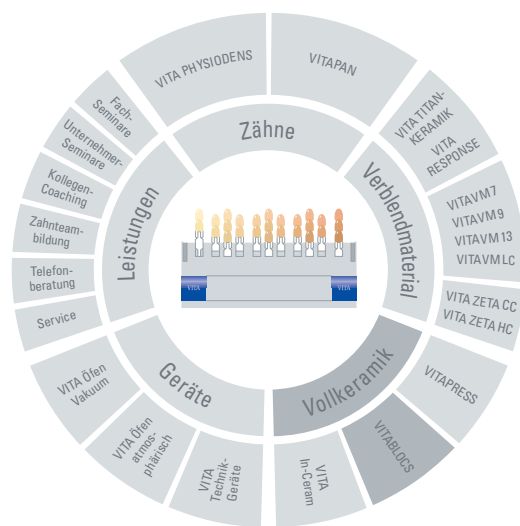 Zähne
VITA PHYSIODENS
VITAPAN
Verblendmaterial
VITA TITAN-
KERAMIK
VITA
RESPONSE
VITAVM7
VITAVM9
VITAVM13
VITAVMLC
VITA ZETA CC
VITA ZETA HC
Vollkeramik
VITAPRESS
VITABLOCS
VITA
In-Ceram
Geräte
VITA
Technik-
Geräte
VITA Öfen
atmos-
phärisch
VITA Öfen
Vakuum
Leistungen
Service
Telefon-
beratung
Zahnteam-
bildung
Kollegen-
Coaching
Unternehmer-
Seminare
Fach-
Seminare
VITA
VITA